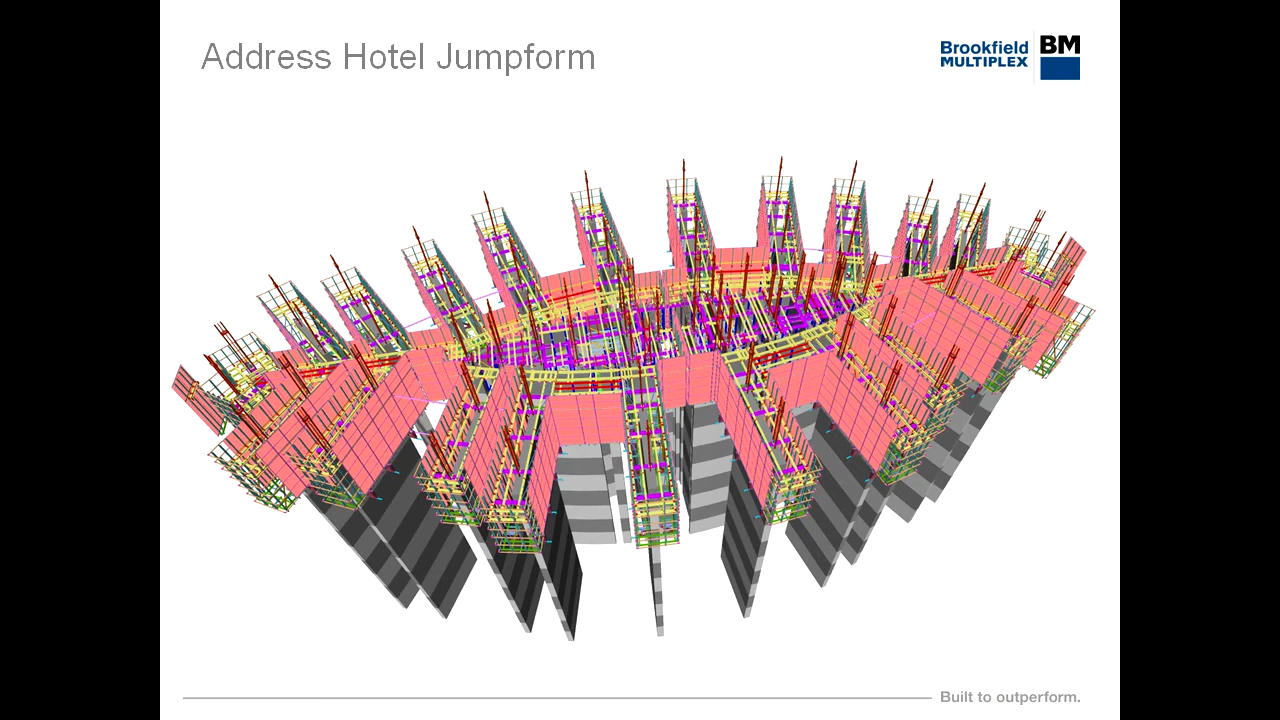 Address Hotel Jumpform
Brookfield
MULTIPLEX
BM
Built to outperform.